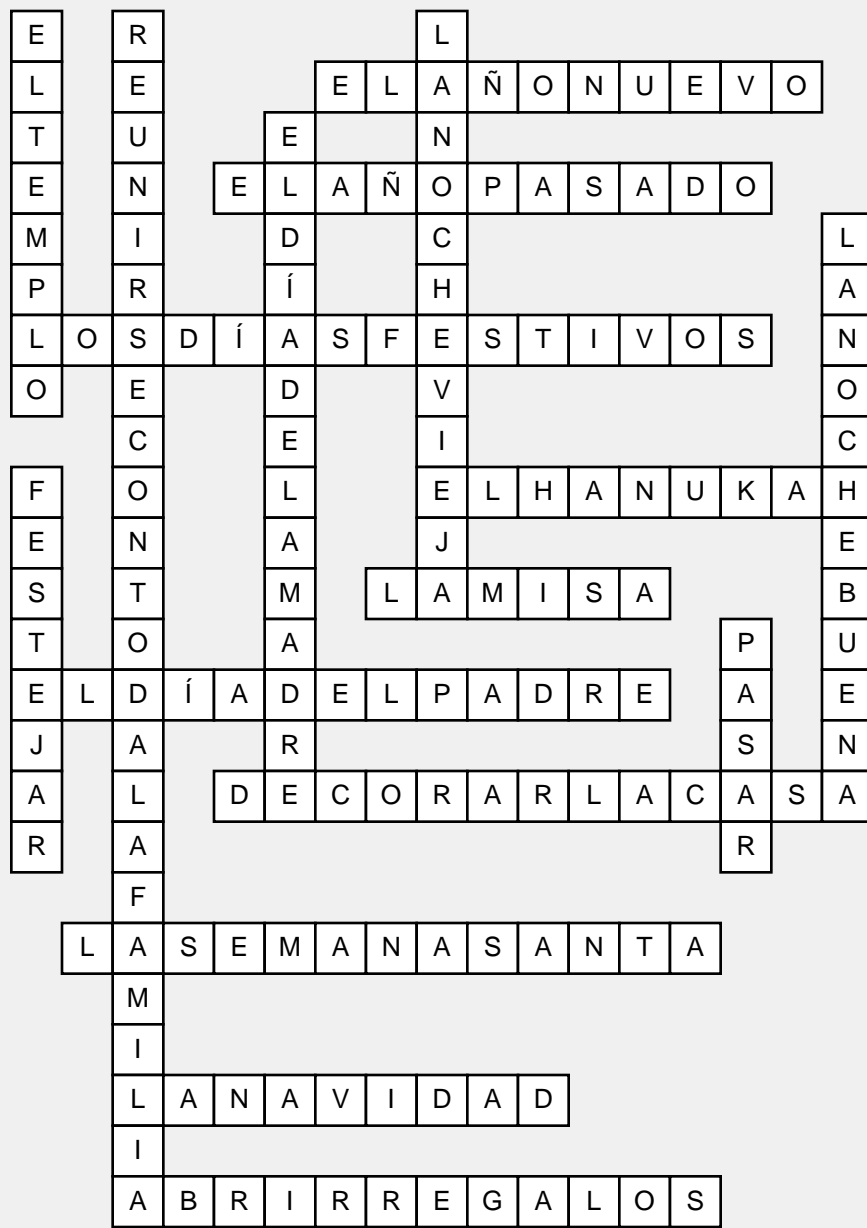 ELTEMPLO
REUNIRSECONTODALAFAMILIA
LANOCHEVIEJA
ELAÑONUEVO
ELDÍADELAMADRE
ELAÑOPASADO
LANOCHEBUENA
LOSDÍASFESTIVOS
FESTEJAR
ELHANUKAH
LAMISA
PASAR
ELDÍADELPADRE
DECORARLACASA
LASEMANASANTA
LANAVIDAD
ABRIRREGALOS